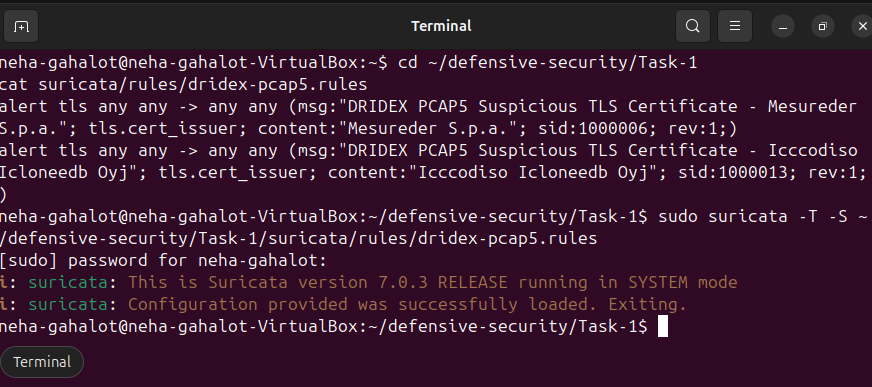 Terminal
neha-gahalot@neha-gahalot-VirtualBox:~$ cd ~/defensive-security/Task-1
cat suricata/rules/dridex-pcap5.rules
alert tls any any -> any any (msg:"DRIDEX PCAP5 Suspicious TLS Certificate - Mesureder
S.p.a."; tls.cert_issuer; content:"Mesureder S.p.a."; sid:1000006; rev:1;)
alert tls any any -> any any (msg:"DRIDEX PCAP5 Suspicious TLS Certificate - Icccodiso
Icloneedb Oyj"; tls.cert_issuer; content:"Icccodiso Icloneedb Oyj"; sid:1000013; rev:1;
)
neha-gahalot@neha-gahalot-VirtualBox:~/defensive-security/Task-1$ sudo suricata -T -S ~
/defensive-security/Task-1/suricata/rules/dridex-pcap5.rules
[sudo] password for neha-gahalot:
i: suricata: This is Suricata version 7.0.3 RELEASE running in SYSTEM mode
i: suricata: Configuration provided was successfully loaded. Exiting.
neha-gahalot@neha-gahalot-VirtualBox:~/defensive-security/Task-1$
Terminal